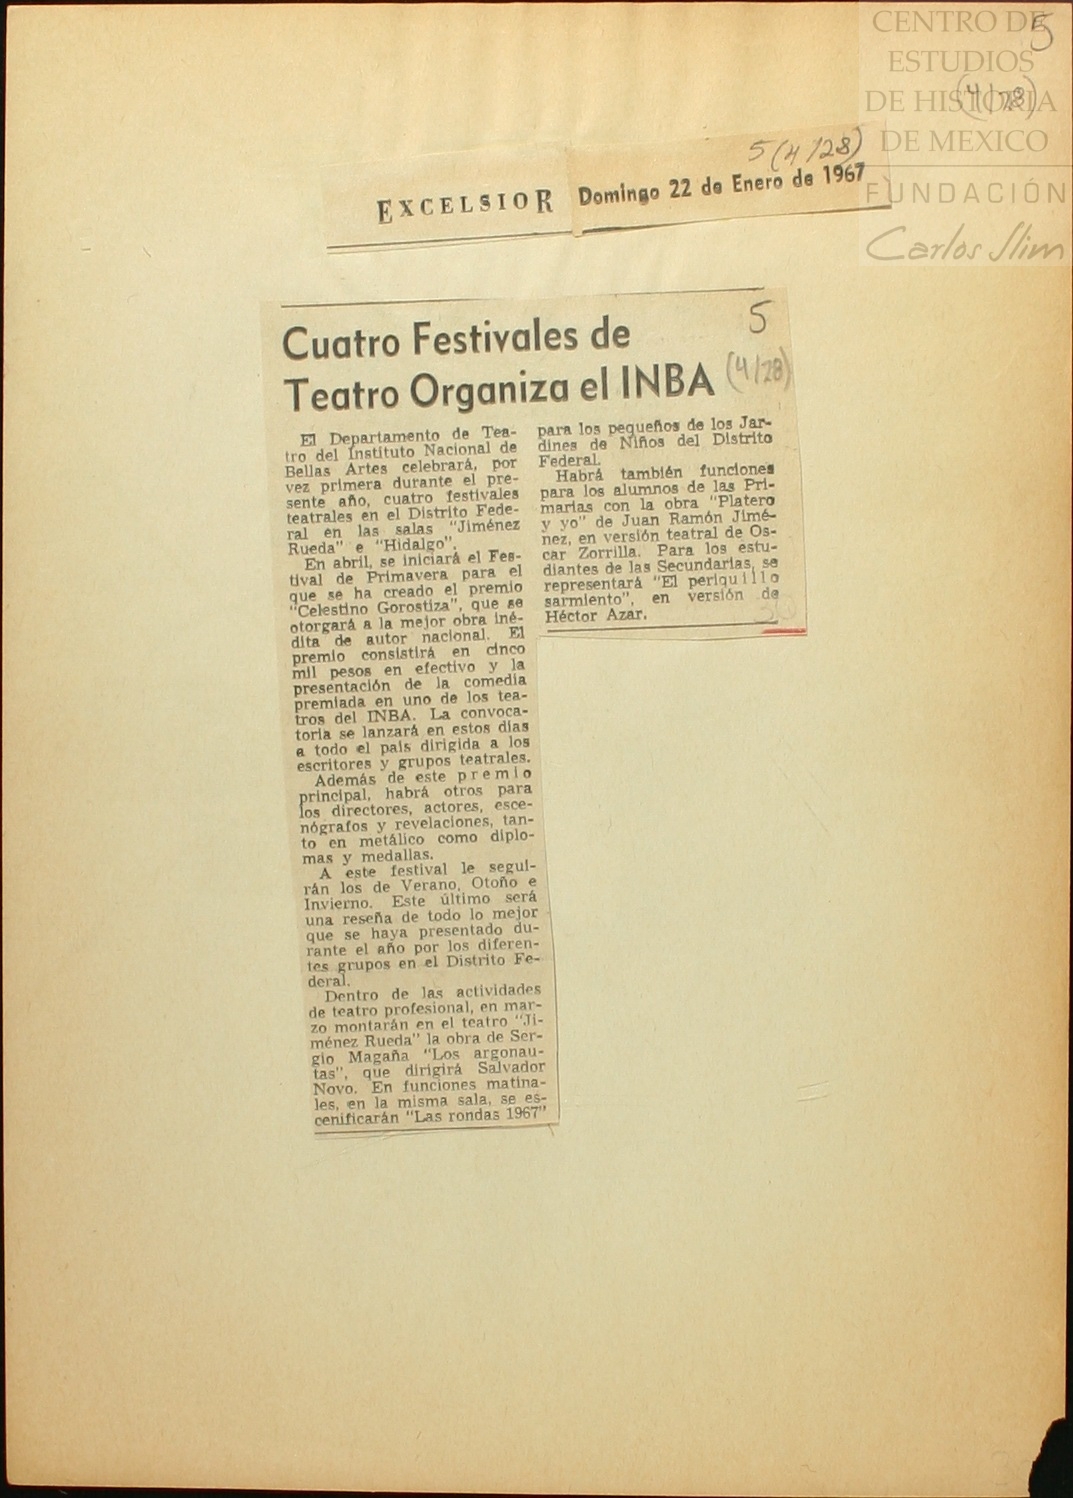 CENTRO DE
ESTUDIOS
DE HISTORIA
DE MEXICO
FUNDACIÓN
Carlos Slim
5
(4/28)
5 (4/28)
EXCELSIOR Domingo 22 de Enero de 1967
5
(4/28)
Cuatro Festivales de
Teatro Organiza el INBA
El Departamento de Tea-
tro del Instituto Nacional de
Bellas Artes celebrará, por
vez primera durante el pre-
sente año, cuatro festivales
teatrales en el Distrito Fede-
ral en las salas "Jiménez
Rueda" e "Hidalgo".
En abril, se iniciará el Fes-
tival de Primavera para el
que se ha creado el premio
"Celestino Gorostiza", que se
otorgará a la mejor obra iné-
dita de autor nacional. El
premio consistirá en cinco
mil pesos en efectivo y la
presentación de la comedia
premiada en uno de los tea-
tros del INBA. La convoca-
toria se lanzará en estos días
a todo el país dirigida a los
escritores y grupos teatrales.
Además de este premio
principal, habrá otros para
los directores, actores, esce-
nógrafos y revelaciones, tan-
to en metálico como diplo-
mas y medallas.
A este festival le segui-
rán los de Verano, Otoño e
Invierno. Este último será
una reseña de todo lo mejor
que se haya presentado du-
rante el año por los diferen-
tes grupos en el Distrito Fe-
deral.
Dentro de las actividades
de teatro profesional, en mar-
zo montarán en el teatro "Ji-
ménez Rueda" la obra de Ser-
gio Magaña "Los argonau-
tas", que dirigirá Salvador
Novo. En funciones matina-
les, en la misma sala, se es-
cenificarán "Las rondas 1967"
para los pequeños de los Jar-
dines de Niños del Distrito
Federal.
Habrá también funciones
para los alumnos de las Pri-
marias con la obra "Platero
y yo" de Juan Ramón Jimé-
nez, en versión teatral de Os-
car Zorrilla. Para los estu-
diantes de las Secundarias, se
representará "El periquillo
sarmiento", en versión de
Héctor Azar.